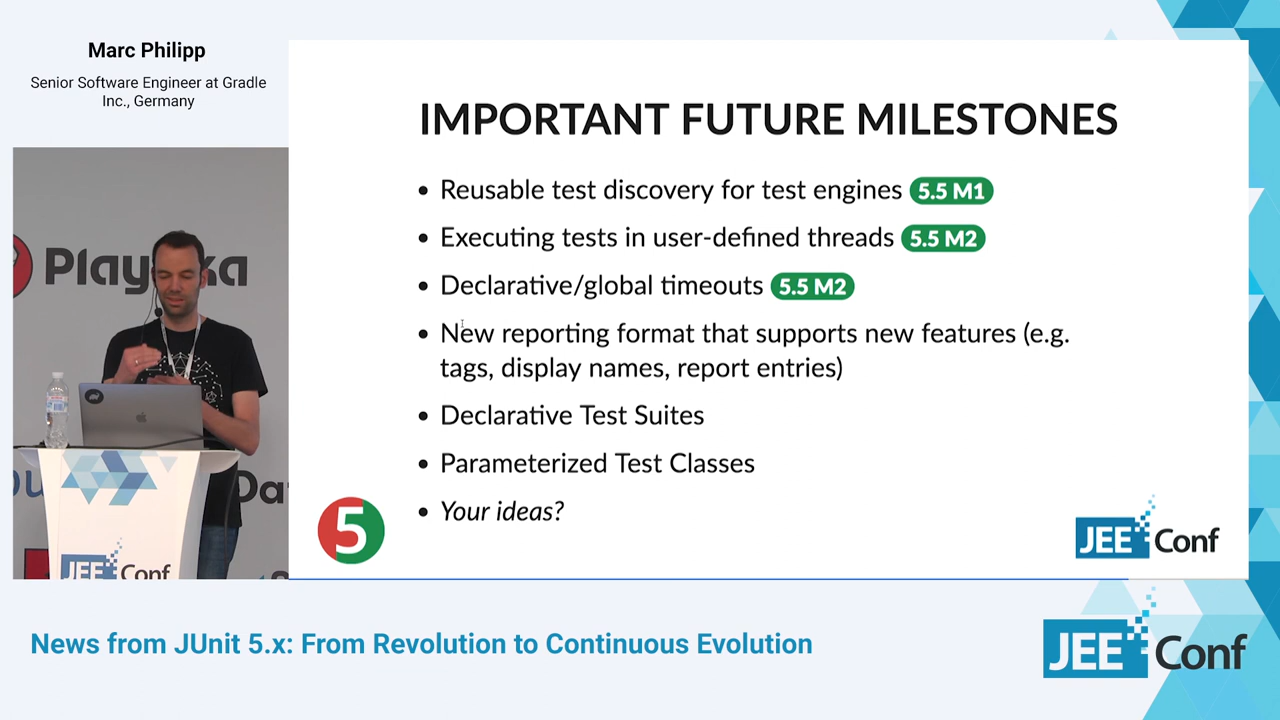 Marc Philipp
Senior Software Engineer at Gradle
Inc., Germany
IMPORTANT FUTURE MILESTONES
• Reusable test discovery for test engines 5.5 M1
• Executing tests in user-defined threads 5.5 M2
• Declarative/global timeouts 5.5 M2
• New reporting format that supports new features (e.g.
tags, display names, report entries)
• Declarative Test Suites
• Parameterized Test Classes
• Your ideas?
5
JEE Conf
JEE Conf
News from JUnit 5.x: From Revolution to Continuous Evolution
JEE Conf